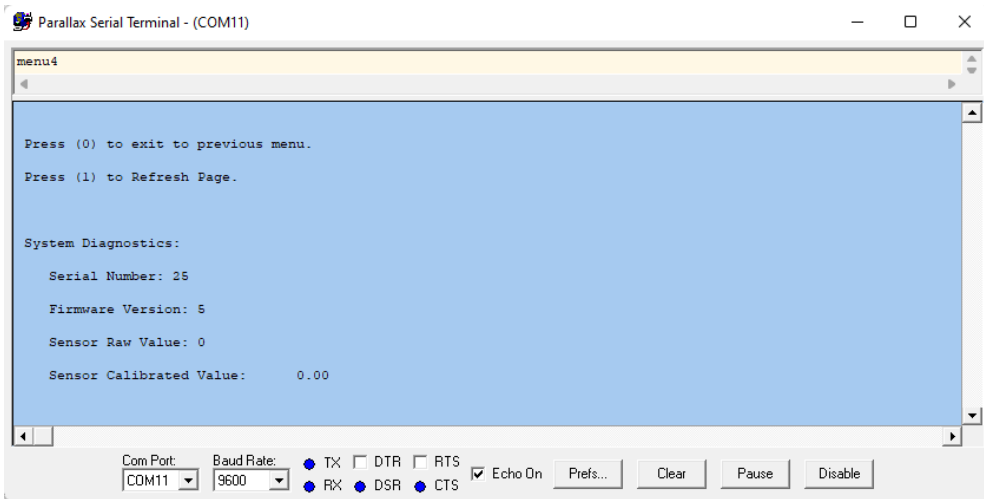 Parallax Serial Terminal - (COM11)
menu4
Press (0) to exit to previous menu.
Press (1) to Refresh Page.
System Diagnostics:
Serial Number: 25
Firmware Version: 5
Sensor Raw Value: 0
Sensor Calibrated Value: 0.00
Com Port: Baud Rate: TX DTR RTS
COM11 9600 RX DSR CTS Echo On Prefs... Clear Pause Disable